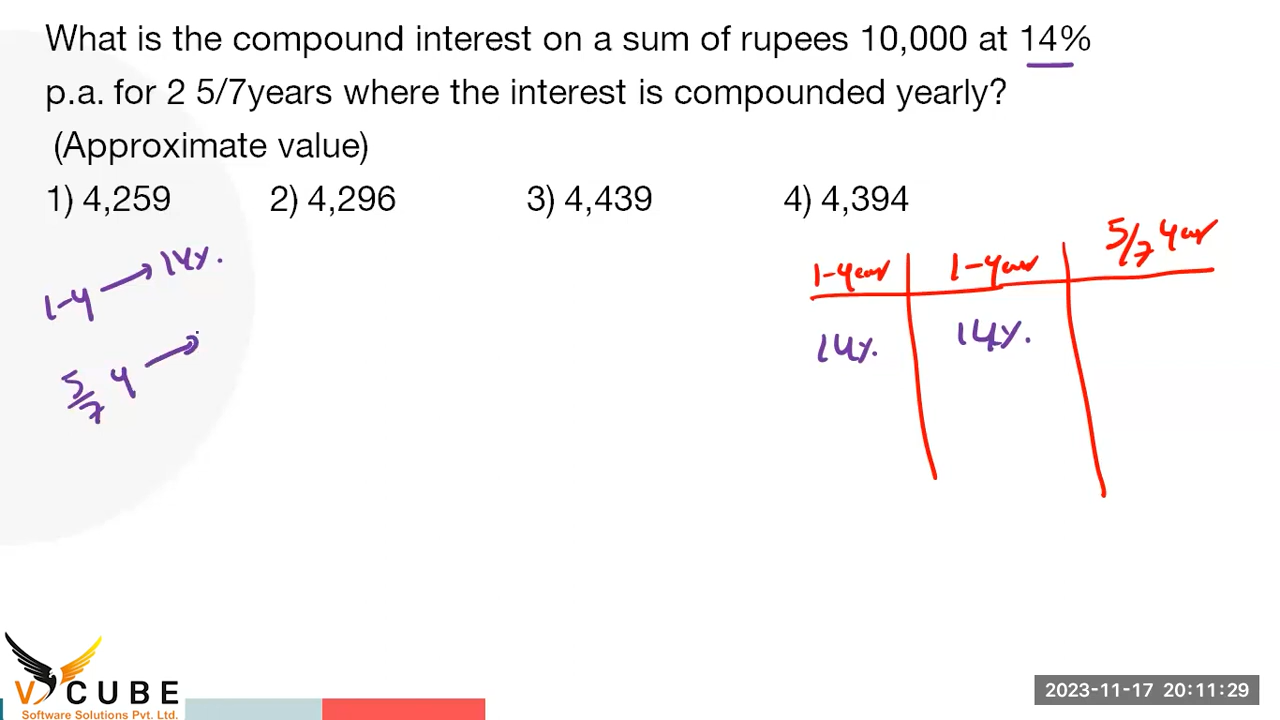 What is the compound interest on a sum of rupees 10,000 at 14%
p.a. for 2 5/7years where the interest is compounded yearly?
(Approximate value)
1) 4,259 2) 4,296 3) 4,439 4) 4,394
1-year 1-year 5/7 year
1-y → 14%.
14%. 14%.
5/7 y →
V CUBE
Software Solutions Pvt. Ltd.
2023-11-17 20:11:29